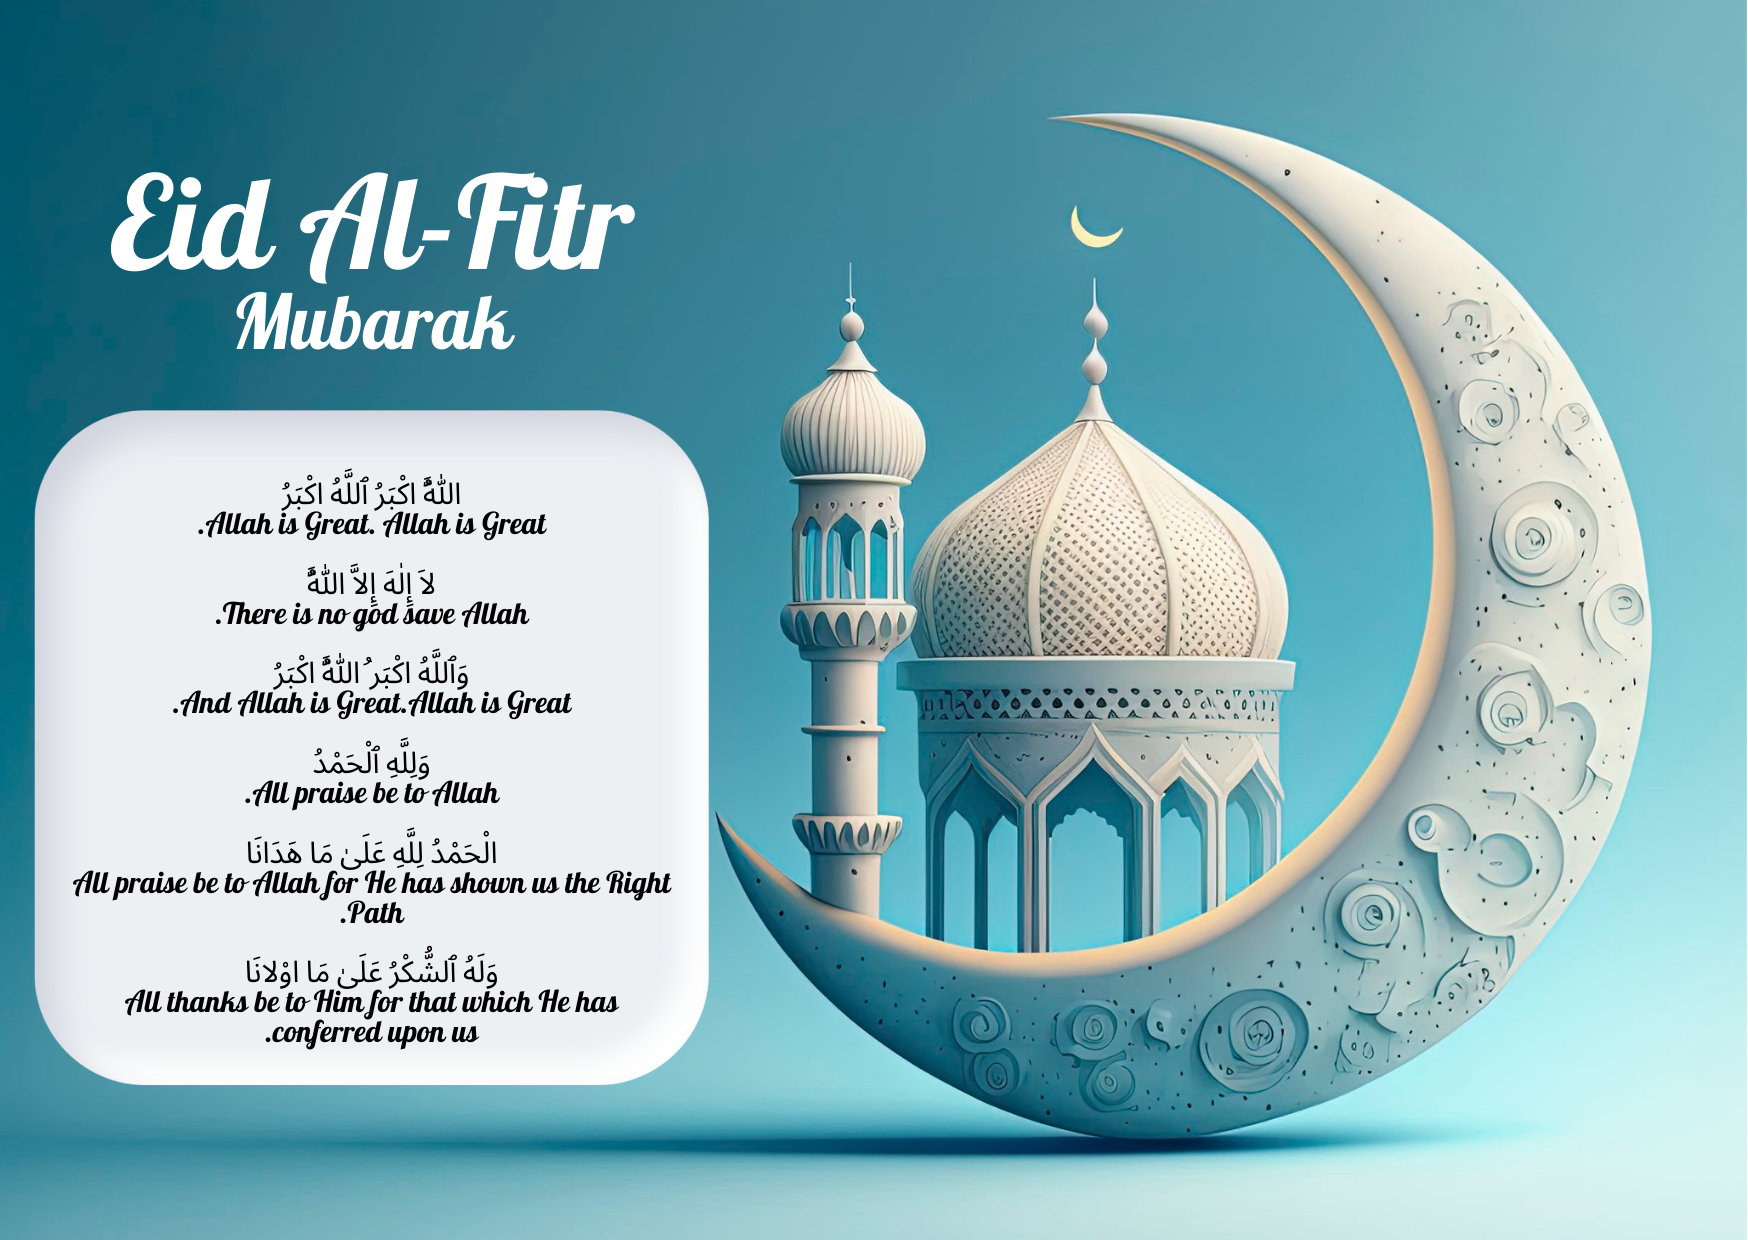 Eid Al-Fitr
Mubarak
اللّٰهُ اكْبَرُ ٱللَّهُ اكْبَرُ
.Allah is Great. Allah is Great
لاَ إِلٰهَ إِلاَّ اللّٰهُ
.There is no god save Allah
وَٱللَّهُ اكْبَر ُ اللّٰهُ اكْبَرُ
.And Allah is Great.Allah is Great
وَلِلَّهِ ٱلْحَمْدُ
.All praise be to Allah
الْحَمْدُ لِلَّهِ عَلَىٰ مَا هَدَانَا
All praise be to Allah for He has shown us the Right
.Path
وَلَهُ ٱلشُّكْرُ عَلَىٰ مَا اوْلانَا
All thanks be to Him for that which He has
.conferred upon us